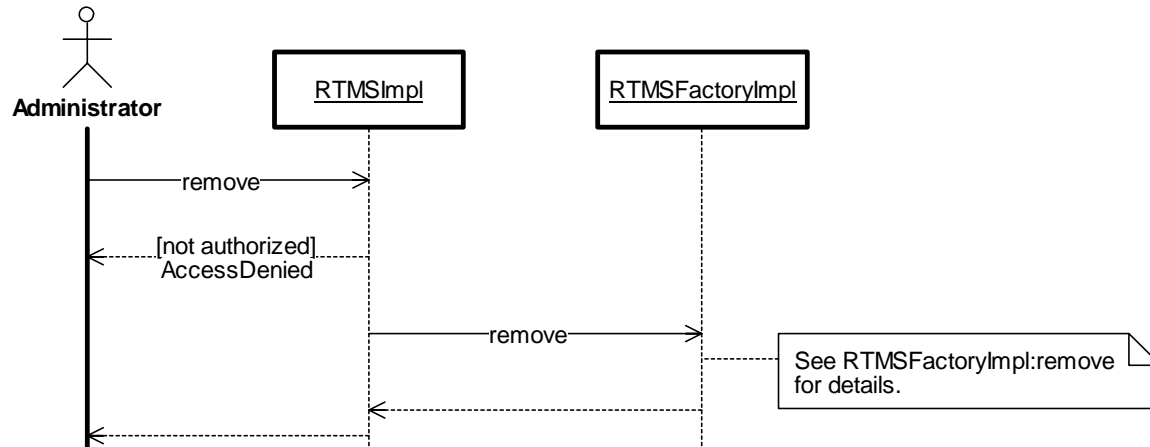 Administrator
RTMSImpl
RTMSFactoryImpl
remove
[not authorized]
AccessDenied
remove
See RTMSFactoryImpl:remove
for details.